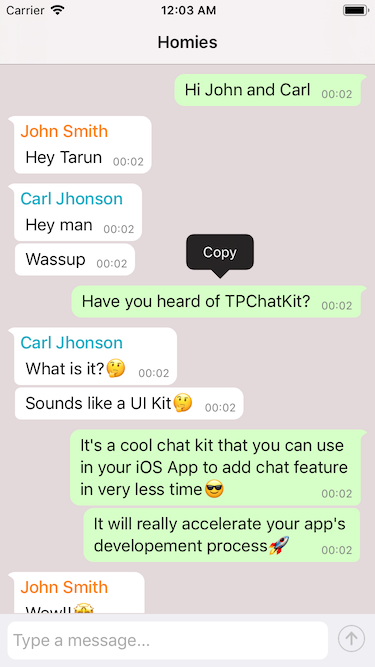 Carrier 12:03 AM
Homies
Hi John and Carl 00:02
John Smith
Hey Tarun 00:02
Carl Jhonson
Hey man 00:02
Wassup 00:02
Copy
Have you heard of TPChatKit? 00:02
Carl Jhonson
What is it?🤔 00:02
Sounds like a UI Kit🤔 00:02
It's a cool chat kit that you can use
in your iOS App to add chat feature
in very less time😎 00:02
It will really accelerate your app's
developement process🚀 00:02
John Smith
Wow!!🤩
Type a message...